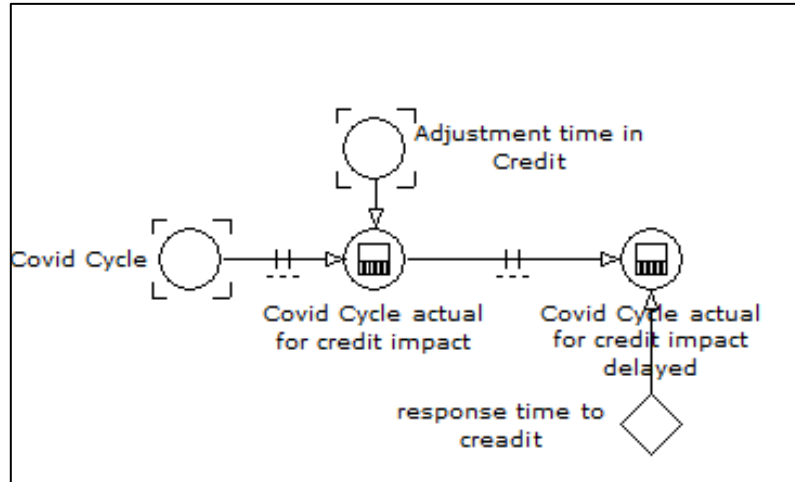 Adjustment time in
Credit
Covid Cycle
Covid Cycle actual
for credit impact
Covid Cycle actual
for credit impact
delayed
response time to
creadit